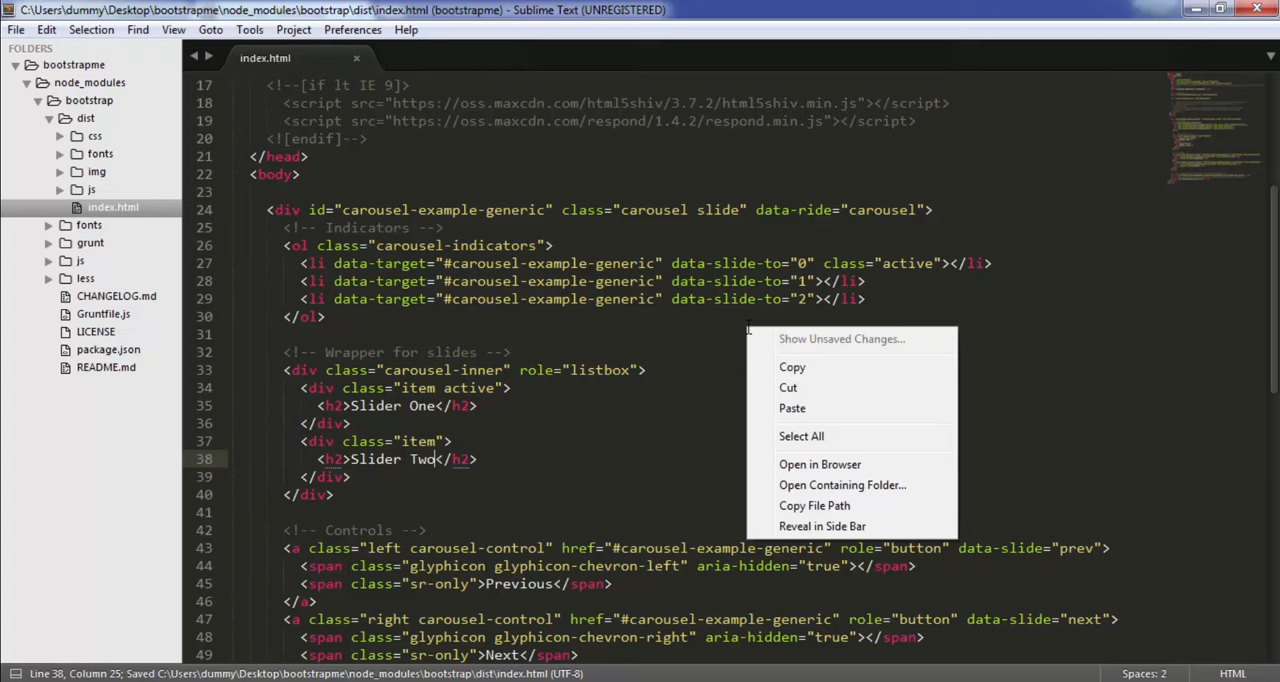 C:\Users\dummy\Desktop\bootstrapme\node_modules\bootstrap\dist\index.html (bootstrapme) - Sublime Text (UNREGISTERED)
File Edit Selection Find View Goto Tools Project Preferences Help
FOLDERS
bootstrapme
node_modules
bootstrap
dist
css
fonts
img
js
index.html
fonts
grunt
js
less
CHANGELOG.md
Gruntfile.js
LICENSE
package.json
README.md
index.html
17 <!--[if lt IE 9]>
18 <script src="https://oss.maxcdn.com/html5shiv/3.7.2/html5shiv.min.js"></script>
19 <script src="https://oss.maxcdn.com/respond/1.4.2/respond.min.js"></script>
20 <![endif]-->
21 </head>
22 <body>
23
24 <div id="carousel-example-generic" class="carousel slide" data-ride="carousel">
25 <!-- Indicators -->
26 <ol class="carousel-indicators">
27 <li data-target="#carousel-example-generic" data-slide-to="0" class="active"></li>
28 <li data-target="#carousel-example-generic" data-slide-to="1"></li>
29 <li data-target="#carousel-example-generic" data-slide-to="2"></li>
30 </ol>
31
32 <!-- Wrapper for slides -->
33 <div class="carousel-inner" role="listbox">
34 <div class="item active">
35 <h2>Slider One</h2>
36 </div>
37 <div class="item">
38 <h2>Slider Two</h2>
39 </div>
40 </div>
41
42 <!-- Controls -->
43 <a class="left carousel-control" href="#carousel-example-generic" role="button" data-slide="prev">
44 <span class="glyphicon glyphicon-chevron-left" aria-hidden="true"></span>
45 <span class="sr-only">Previous</span>
46 </a>
47 <a class="right carousel-control" href="#carousel-example-generic" role="button" data-slide="next">
48 <span class="glyphicon glyphicon-chevron-right" aria-hidden="true"></span>
49 <span class="sr-only">Next</span>
Show Unsaved Changes...
Copy
Cut
Paste
Select All
Open in Browser
Open Containing Folder...
Copy File Path
Reveal in Side Bar
Line 38, Column 25; Saved C:\Users\dummy\Desktop\bootstrapme\node_modules\bootstrap\dist\index.html (UTF-8)
Spaces: 2
HTML